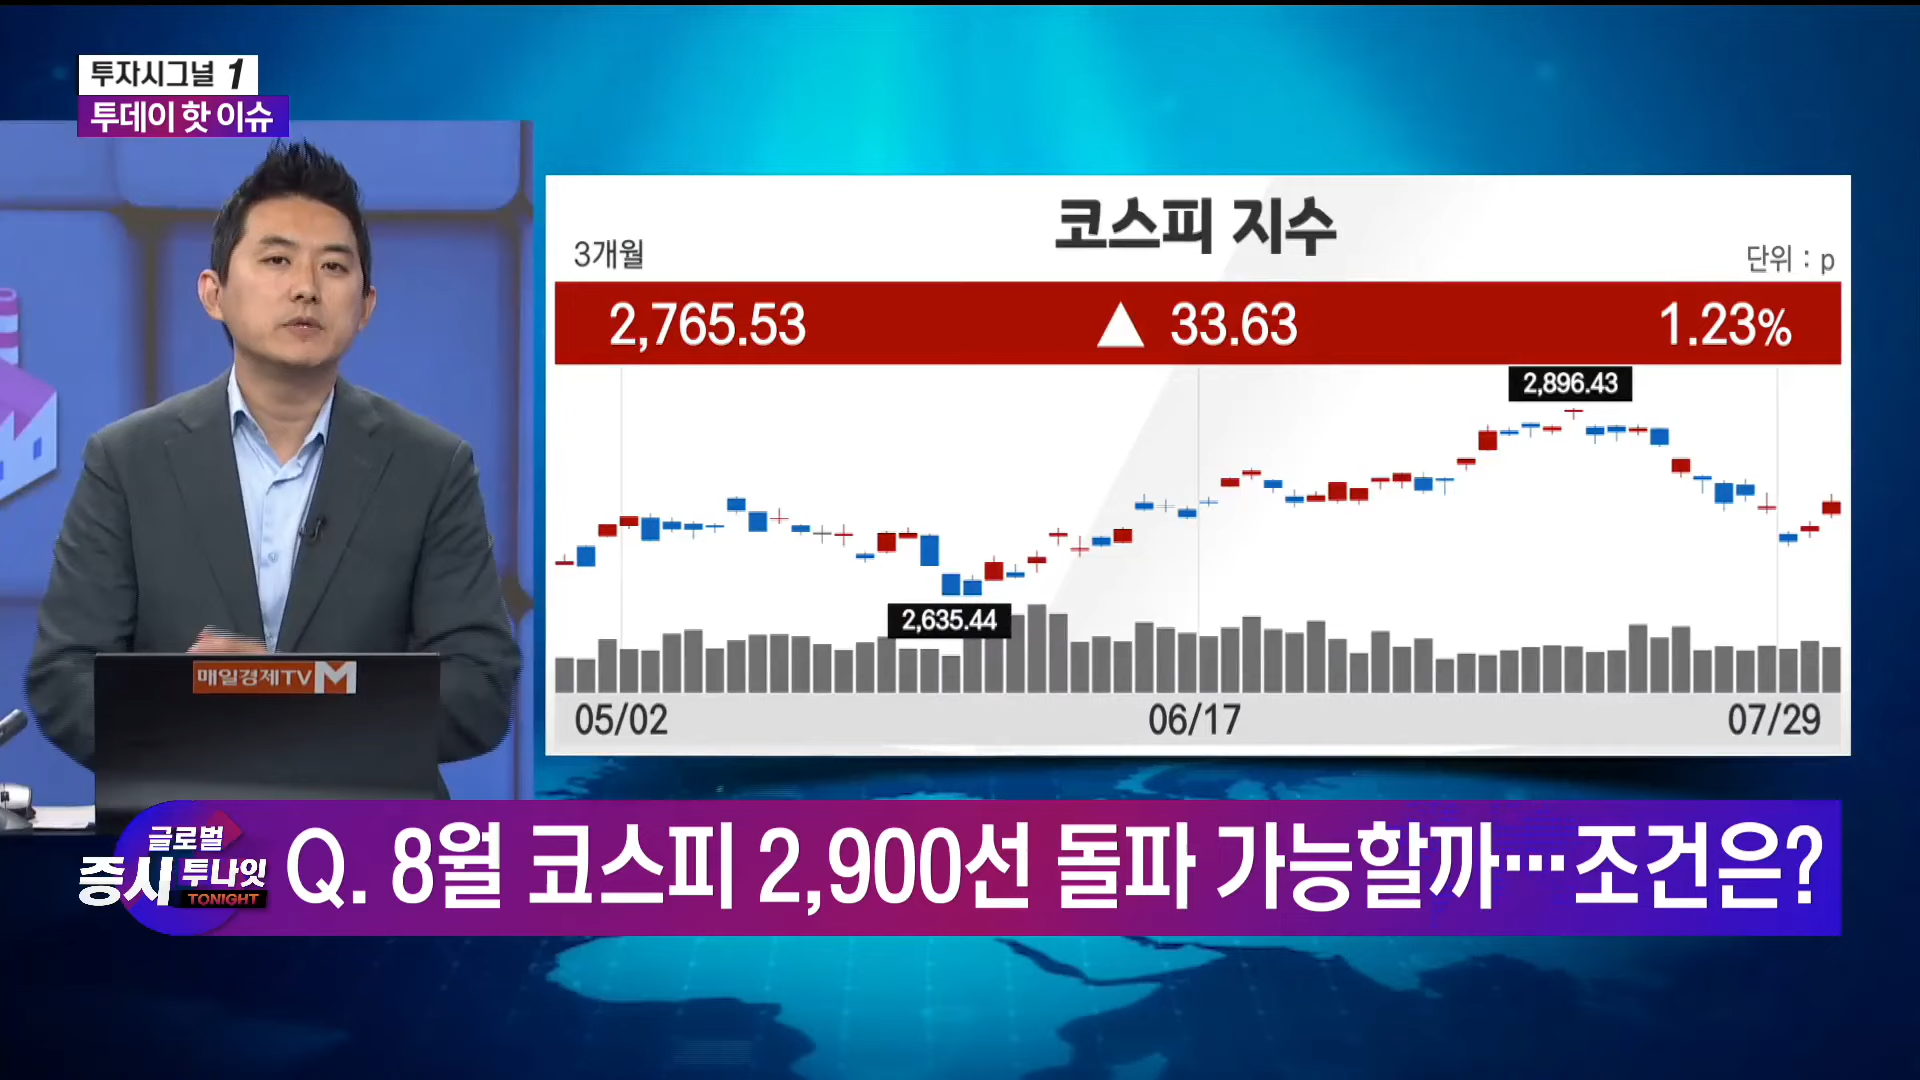 투자시그널 1
투데이 핫 이슈
코스피 지수
3개월
단위 : p
2,765.53 ▲ 33.63 1.23%
2,896.43
2,635.44
05/02 06/17 07/29
매일경제TV M
글로벌
증시 투나잇
TONIGHT
Q. 8월 코스피 2,900선 돌파 가능할까…조건은?